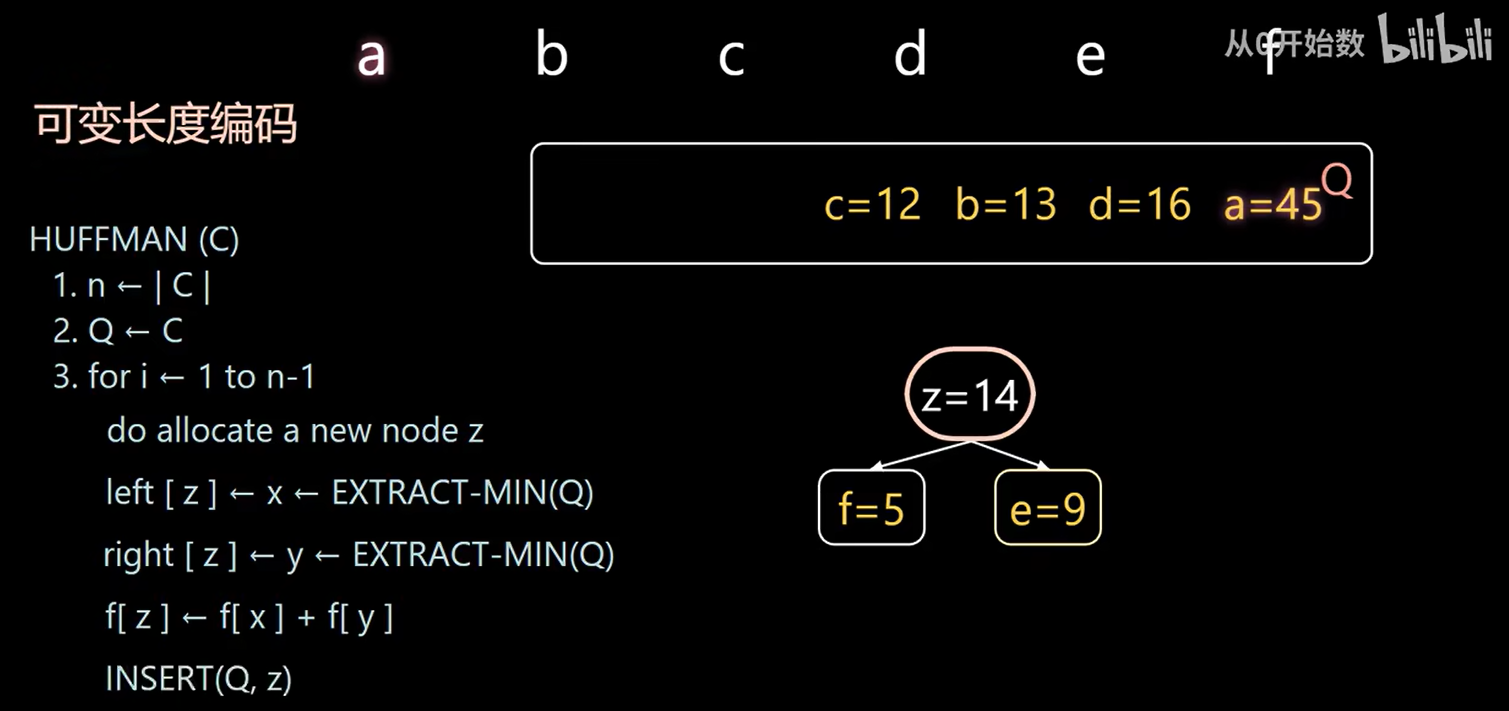 a b c d e f
从0开始数 bilibili
可变长度编码
Q
c=12 b=13 d=16 a=45
HUFFMAN (C)
1. n ← | C |
2. Q ← C
3. for i ← 1 to n-1
do allocate a new node z
left [ z ] ← x ← EXTRACT-MIN(Q)
right [ z ] ← y ← EXTRACT-MIN(Q)
f[ z ] ← f[ x ] + f[ y ]
INSERT(Q, z)
z=14
f=5 e=9